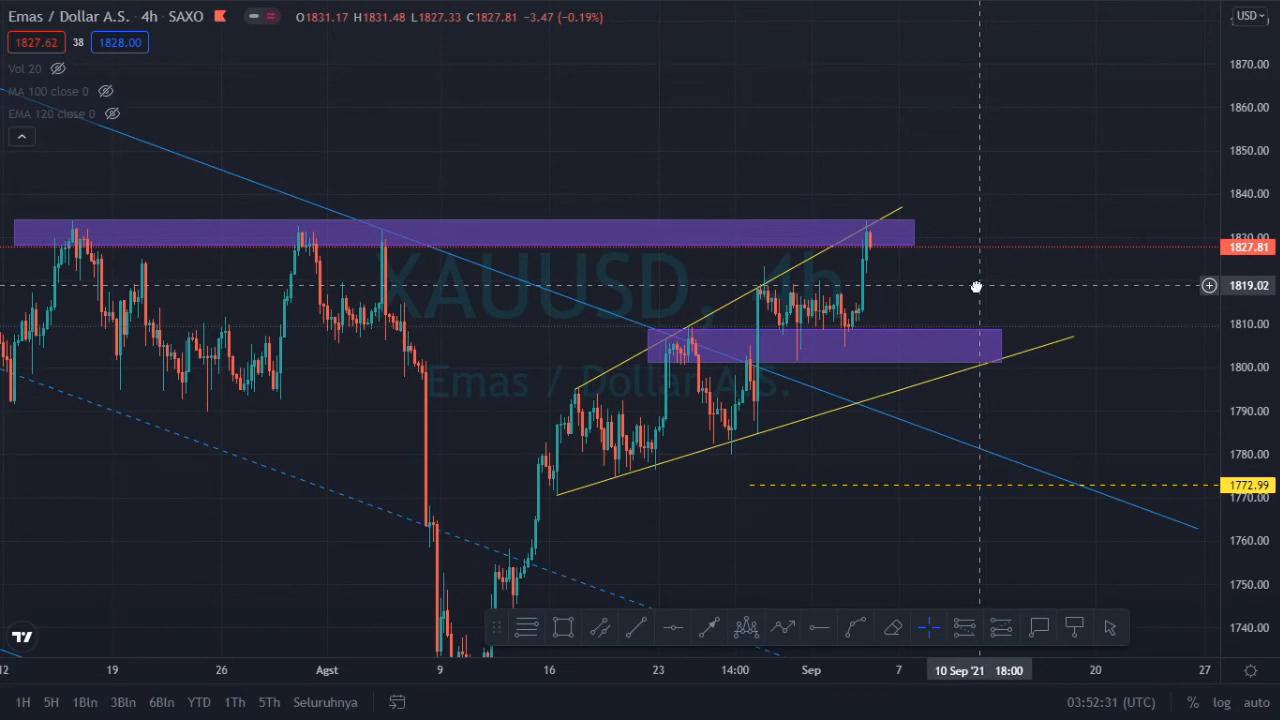 Emas / Dollar A.S. · 4h · SAXO O1831.17 H1831.48 L1827.33 C1827.81 −3.47 (−0.19%)
USD
1827.62 38 1828.00
Vol 20
MA 100 close 0
EMA 120 close 0
XAUUSD, 4h
Emas / Dollar A.S.
1870.00
1860.00
1850.00
1840.00
1830.00
1827.81
1819.02
1810.00
1800.00
1790.00
1780.00
1772.99
1770.00
1760.00
1750.00
1740.00
12 19 26 Agst 9 16 23 14:00 Sep 7 10 Sep '21 18:00 20 27
1H 5H 1Bln 3Bln 6Bln YTD 1Th 5Th Seluruhnya 03:52:31 (UTC) % log auto